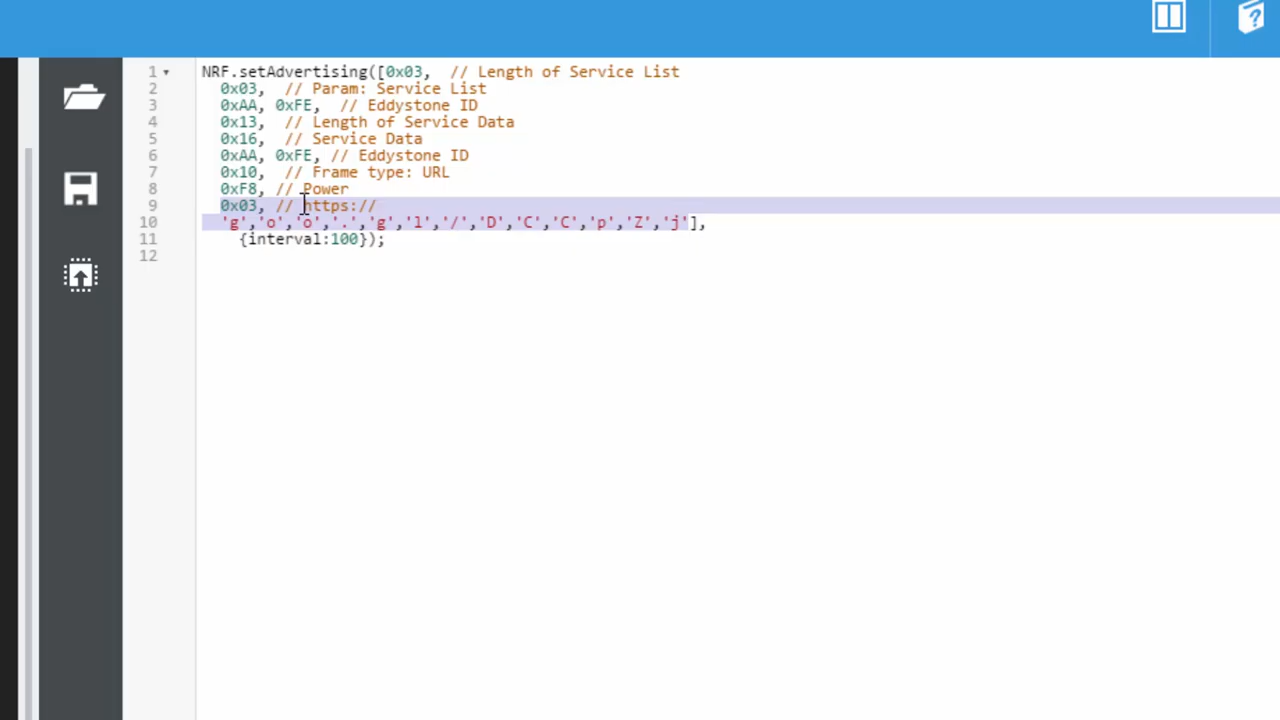 1 NRF.setAdvertising([0x03,  // Length of Service List
2 0x03,  // Param: Service List
3 0xAA, 0xFE,  // Eddystone ID
4 0x13,  // Length of Service Data
5 0x16,  // Service Data
6 0xAA, 0xFE, // Eddystone ID
7 0x10,  // Frame type: URL
8 0xF8, // Power
9 0x03, // https://
10 'g','o','o','.','g','l','/','D','C','C','p','Z','j'],
11 {interval:100});
12